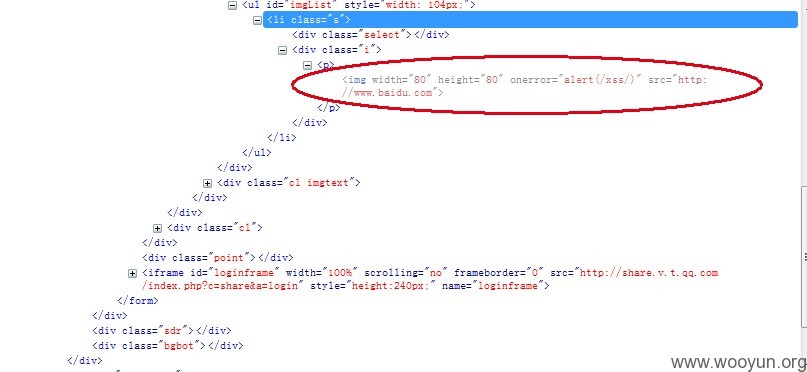 <ul id="imgList" style="width: 104px;">
<li class="s">
<div class="select"></div>
<div class="i">
<p>
<img width="80" height="80" onerror="alert(/xss/)" src="http:
//www.baidu.com">
</p>
</div>
</li>
</ul>
</div>
<div class="cl imgtext">
</div>
</div>
<div class="cl">
</div>
<div class="point"></div>
<iframe id="loginframe" width="100%" scrolling="no" frameborder="0" src="http://share.v.t.qq.com
/index.php?c=share&a=login" style="height:240px;" name="loginframe">
</form>
</div>
<div class="sdr"></div>
<div class="bgbot"></div>
</div>
www.wooyun.org